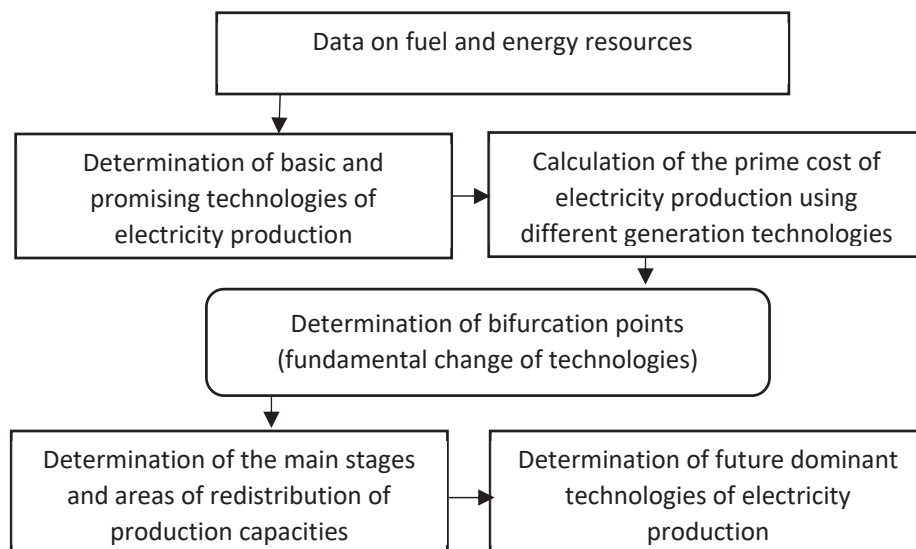 Data on fuel and energy resources
Determination of basic and
promising technologies of
electricity production
Calculation of the prime cost of
electricity production using
different generation technologies
Determination of bifurcation points
(fundamental change of technologies)
Determination of the main stages
and areas of redistribution of
production capacities
Determination of future dominant
technologies of electricity
production